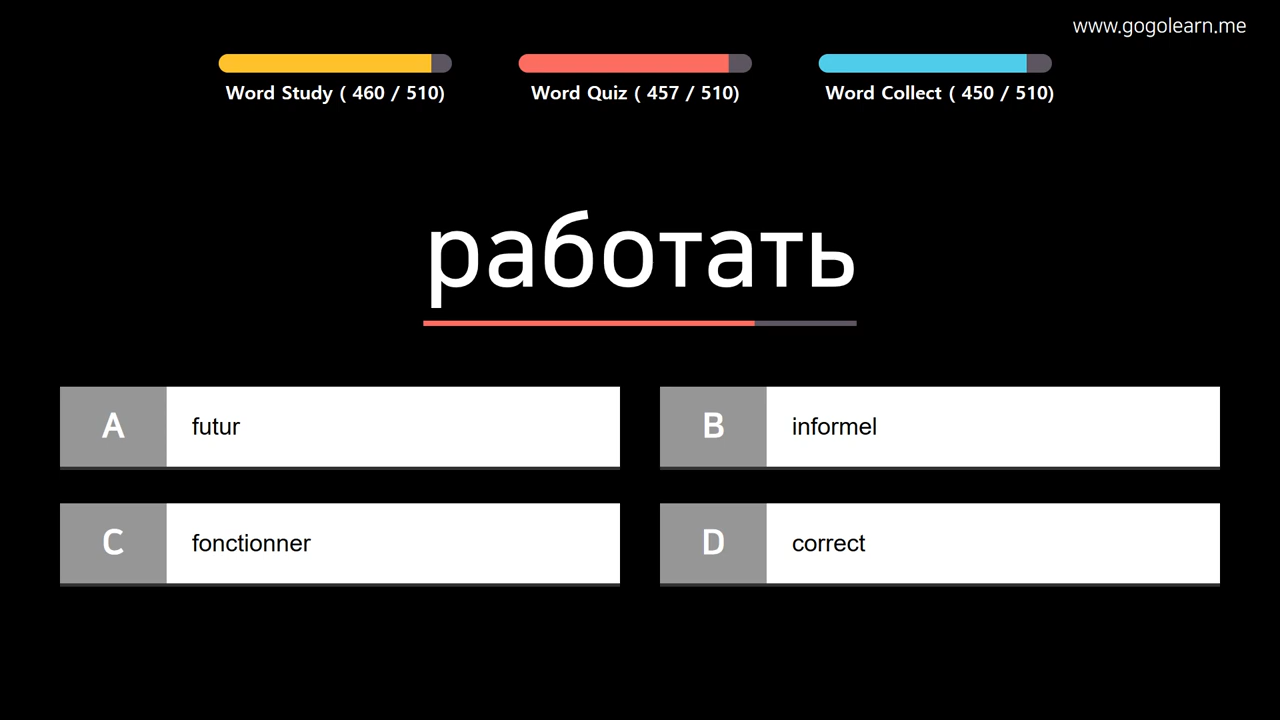 www.gogolearn.me
Word Study ( 460 / 510)
Word Quiz ( 457 / 510)
Word Collect ( 450 / 510)
работать
A futur
B informel
C fonctionner
D correct